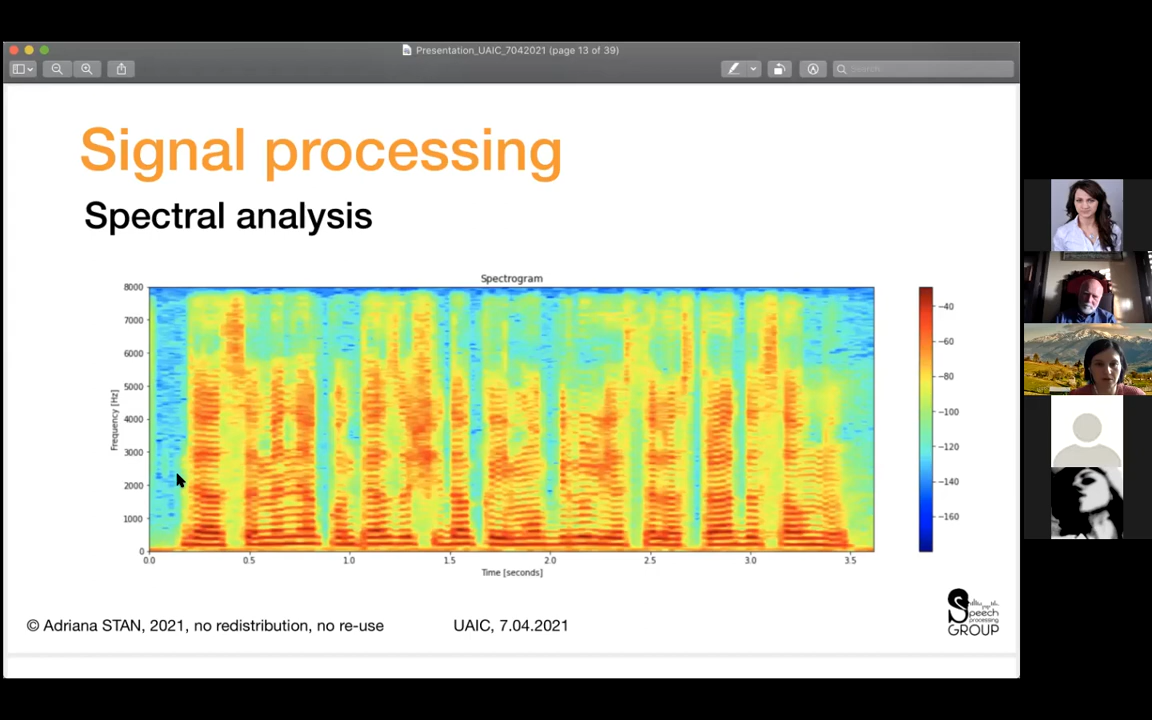 Presentation_UAIC_7042021 (page 13 of 39)
Search
Signal processing
Spectral analysis
Spectrogram
8000
7000
6000
5000
4000
3000
2000
1000
0
Frequency [Hz]
0.0 0.5 1.0 1.5 2.0 2.5 3.0 3.5
Time [seconds]
−40
−60
−80
−100
−120
−140
−160
© Adriana STAN, 2021, no redistribution, no re-use
UAIC, 7.04.2021
Speech
processing
GROUP